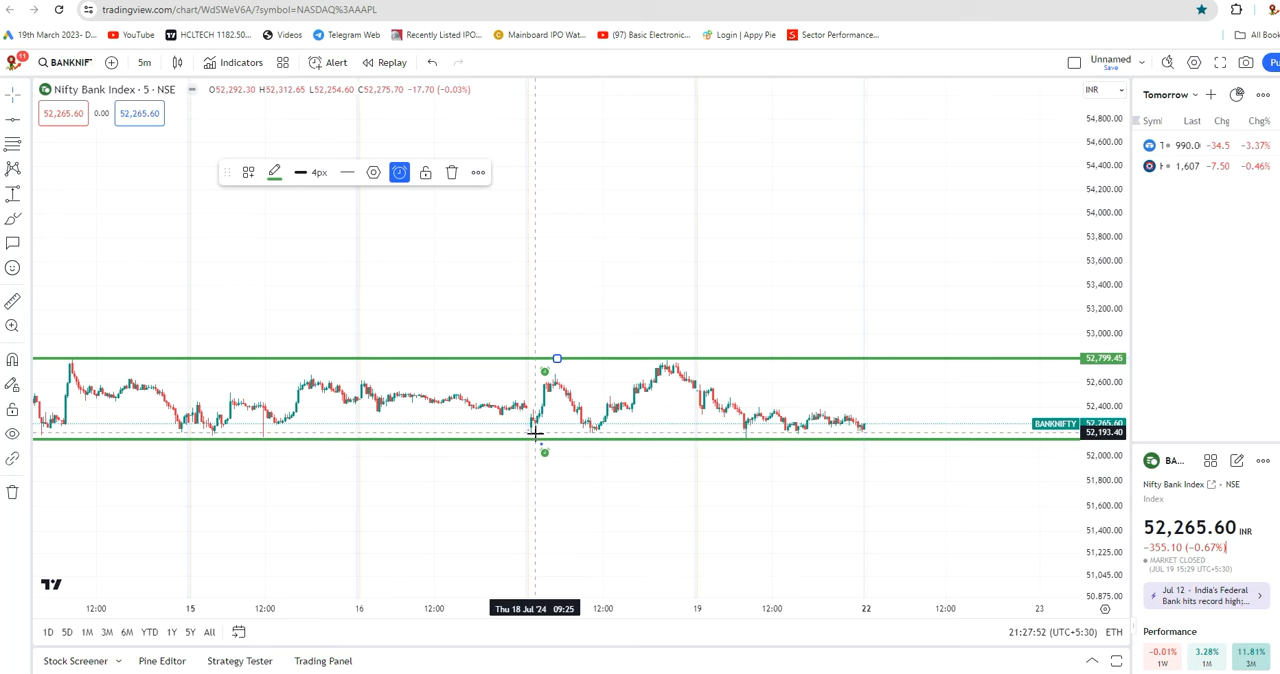 tradingview.com/chart/WdSWeV6A/?symbol=NASDAQ%3AAAPL
19th March 2023- D... YouTube HCLTECH 1182.50... Videos Telegram Web Recently Listed IPO... Mainboard IPO Wat... (97) Basic Electronic... Login | Appy Pie Sector Performance... All Book
11 BANKNIF 5m Indicators Alert Replay Unnamed Save
Nifty Bank Index · 5 · NSE O52,292.30 H52,312.65 L52,254.60 C52,275.70 -17.70 (-0.03%) INR Tomorrow
52,265.60 0.00 52,265.60
Syml Last Chg Chg%
990.0 -34.5 -3.37%
1,607 -7.50 -0.46%
4px
54,800.00
54,600.00
54,400.00
54,200.00
54,000.00
53,800.00
53,600.00
53,400.00
53,200.00
53,000.00
52,799.45
52,600.00
52,400.00
BANKNIFTY 52,265.60
52,193.40
52,000.00
51,800.00
51,600.00
51,400.00
51,225.00
51,045.00
50,875.00
BA...
Nifty Bank Index · NSE
Index
52,265.60 INR
−355.10 (−0.67%)
MARKET CLOSED
(JUL 19 15:29 UTC+5:30)
Jul 12 · India's Federal
Bank hits record high;...
Performance
-0.01% 3.28% 11.81%
1W 1M 3M
12:00 15 12:00 16 12:00 Thu 18 Jul '24 09:25 12:00 19 12:00 22 12:00 23
1D 5D 1M 3M 6M YTD 1Y 5Y All 21:27:52 (UTC+5:30) ETH
Stock Screener Pine Editor Strategy Tester Trading Panel